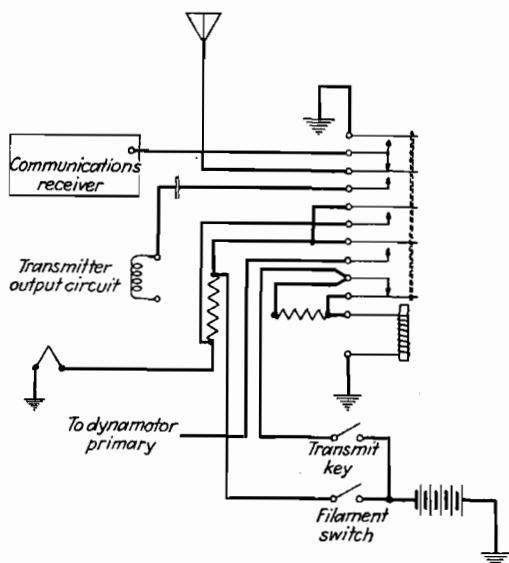 Communications
receiver
Transmitter
output circuit
To dynamotor
primary
Transmit
key
Filament
switch